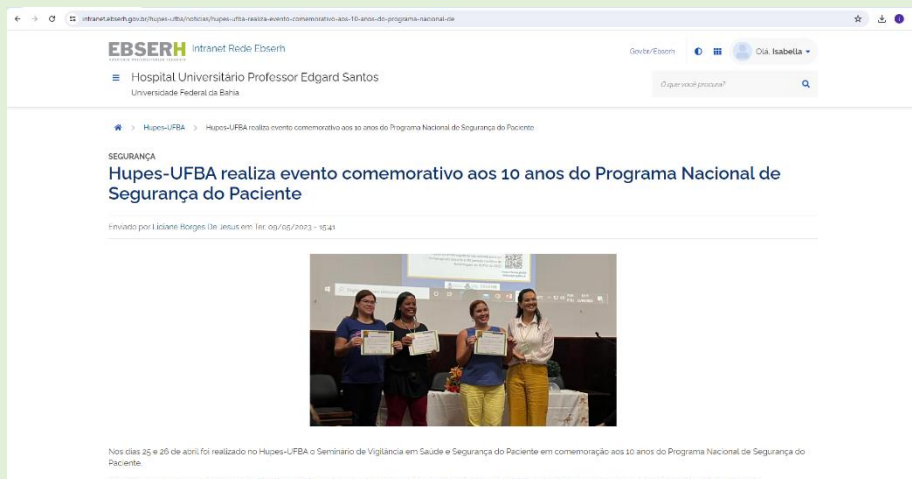 intranet.ebserh.gov.br/hupes-ufba/noticias/hupes-ufba-realiza-evento-comemorativo-aos-10-anos-do-programa-nacional-de
EBSERH Intranet Rede Ebserh
Govbr/Ebserh
Olá, Isabella
Hospital Universitário Professor Edgard Santos
Universidade Federal da Bahia
O que você procura?
Hupes-UFBA > Hupes-UFBA realiza evento comemorativo aos 10 anos do Programa Nacional de Segurança do Paciente
SEGURANÇA
Hupes-UFBA realiza evento comemorativo aos 10 anos do Programa Nacional de
Segurança do Paciente
Enviado por Liciane Borges De Jesus em Ter, 09/05/2023 - 15:41
Nos dias 25 e 26 de abril foi realizado no Hupes-UFBA o Seminário de Vigilância em Saúde e Segurança do Paciente em comemoração aos 10 anos do Programa Nacional de Segurança do
Paciente.